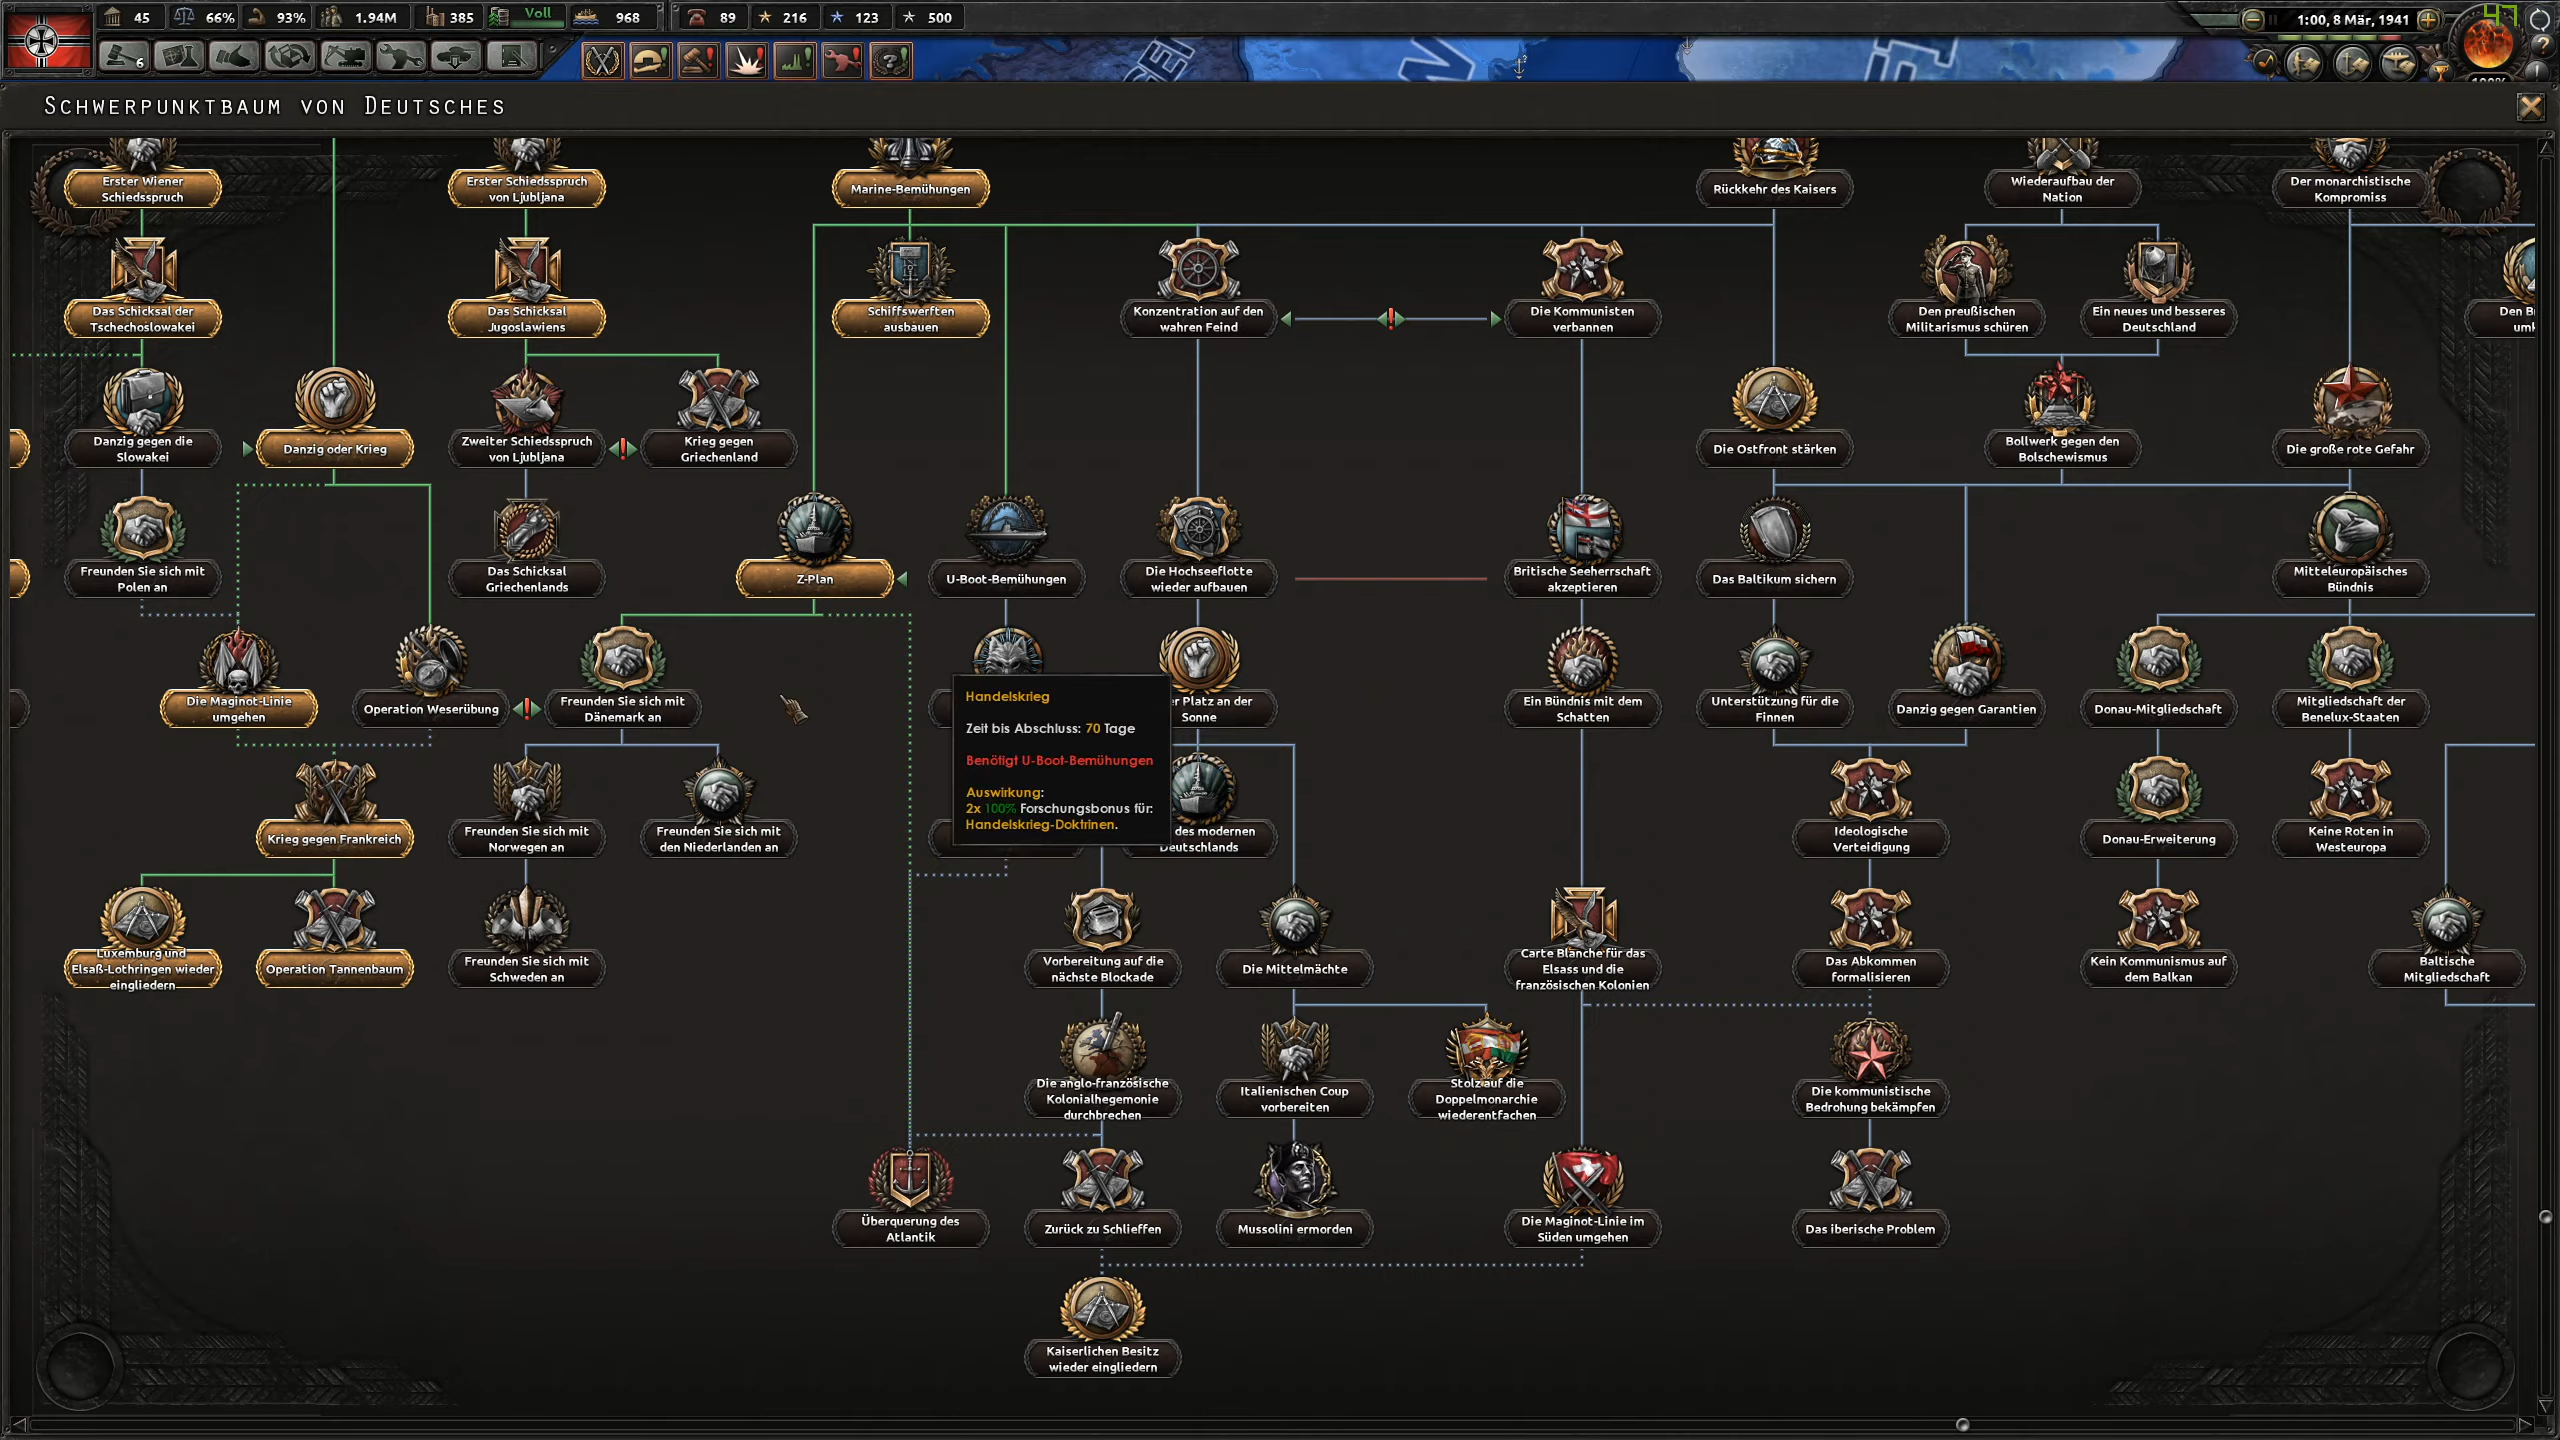 45
66%
93%
1.94M
385
Voll
968
89
216
123
500
1:00, 8 Mär, 1941
47
6
Schwerpunktbaum von Deutsches
Erster Wiener
Schiedsspruch
Erster Schiedsspruch
von Ljubljana
Marine-Bemühungen
Rückkehr des Kaisers
Wiederaufbau der
Nation
Der monarchistische
Kompromiss
Das Schicksal der
Tschechoslowakei
Das Schicksal
Jugoslawiens
Schiffswerften
ausbauen
Konzentration auf den
wahren Feind
Die Kommunisten
verbannen
Den preußischen
Militarismus schüren
Ein neues und besseres
Deutschland
Danzig gegen die
Slowakei
Danzig oder Krieg
Zweiter Schiedsspruch
von Ljubljana
Krieg gegen
Griechenland
Die Ostfront stärken
Bollwerk gegen den
Bolschewismus
Die große rote Gefahr
Freunden Sie sich mit
Polen an
Das Schicksal
Griechenlands
Z-Plan
U-Boot-Bemühungen
Die Hochseeflotte
wieder aufbauen
Britische Seeherrschaft
akzeptieren
Das Baltikum sichern
Mitteleuropäisches
Bündnis
Die Maginot-Linie
umgehen
Operation Weserübung
Freunden Sie sich mit
Dänemark an
Handelskrieg
Zeit bis Abschluss: 70 Tage
Benötigt U-Boot-Bemühungen
Auswirkung:
2x 100% Forschungsbonus für:
Handelskrieg-Doktrinen.
r Platz an der
Sonne
Ein Bündnis mit dem
Schatten
Unterstützung für die
Finnen
Danzig gegen Garantien
Donau-Mitgliedschaft
Mitgliedschaft der
Benelux-Staaten
Krieg gegen Frankreich
Freunden Sie sich mit
Norwegen an
Freunden Sie sich mit
den Niederlanden an
des modernen
Deutschlands
Ideologische
Verteidigung
Donau-Erweiterung
Keine Roten in
Westeuropa
Luxemburg und
Elsaß-Lothringen wieder
eingliedern
Operation Tannenbaum
Freunden Sie sich mit
Schweden an
Vorbereitung auf die
nächste Blockade
Die Mittelmächte
Carte Blanche für das
Elsass und die
französischen Kolonien
Das Abkommen
formalisieren
Kein Kommunismus auf
dem Balkan
Baltische
Mitgliedschaft
Die anglo-französische
Kolonialhegemonie
durchbrechen
Italienischen Coup
vorbereiten
Stolz auf die
Doppelmonarchie
wiederentfachen
Die kommunistische
Bedrohung bekämpfen
Überquerung des
Atlantik
Zurück zu Schlieffen
Mussolini ermorden
Die Maginot-Linie im
Süden umgehen
Das iberische Problem
Kaiserlichen Besitz
wieder eingliedern